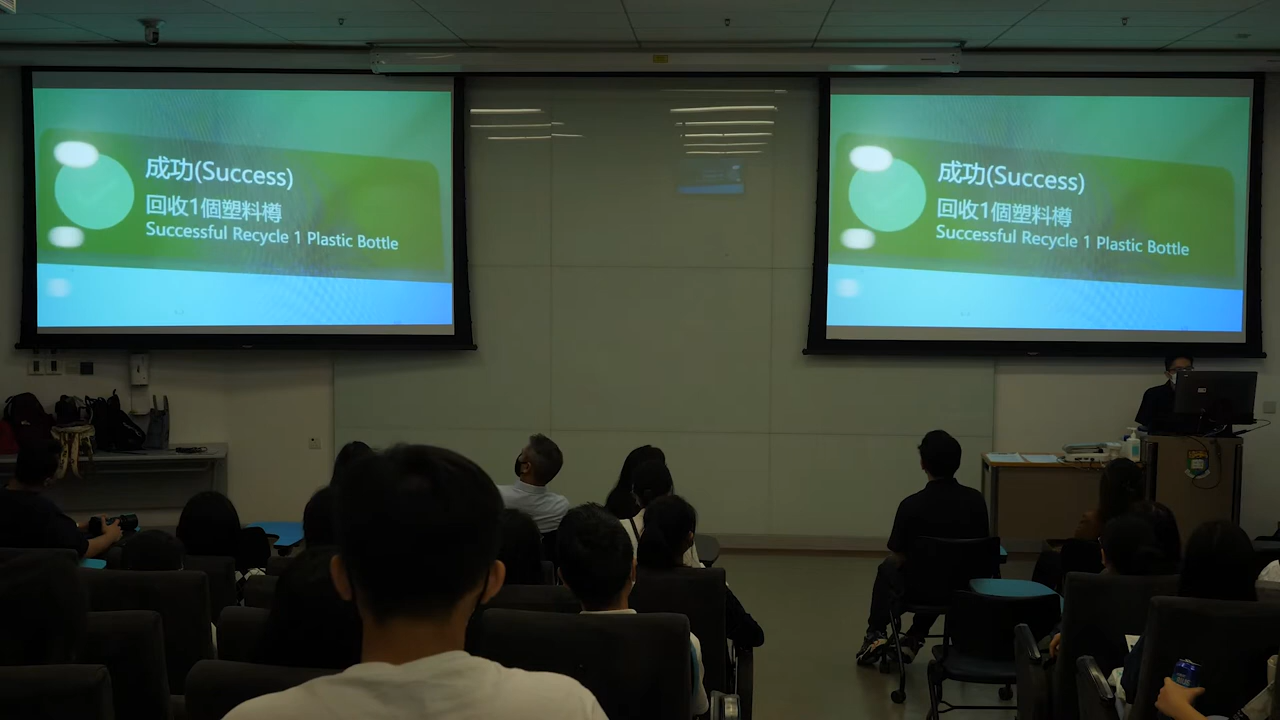 成功(Success)
回收1個塑料樽
Successful Recycle 1 Plastic Bottle
成功(Success)
回收1個塑料樽
Successful Recycle 1 Plastic Bottle